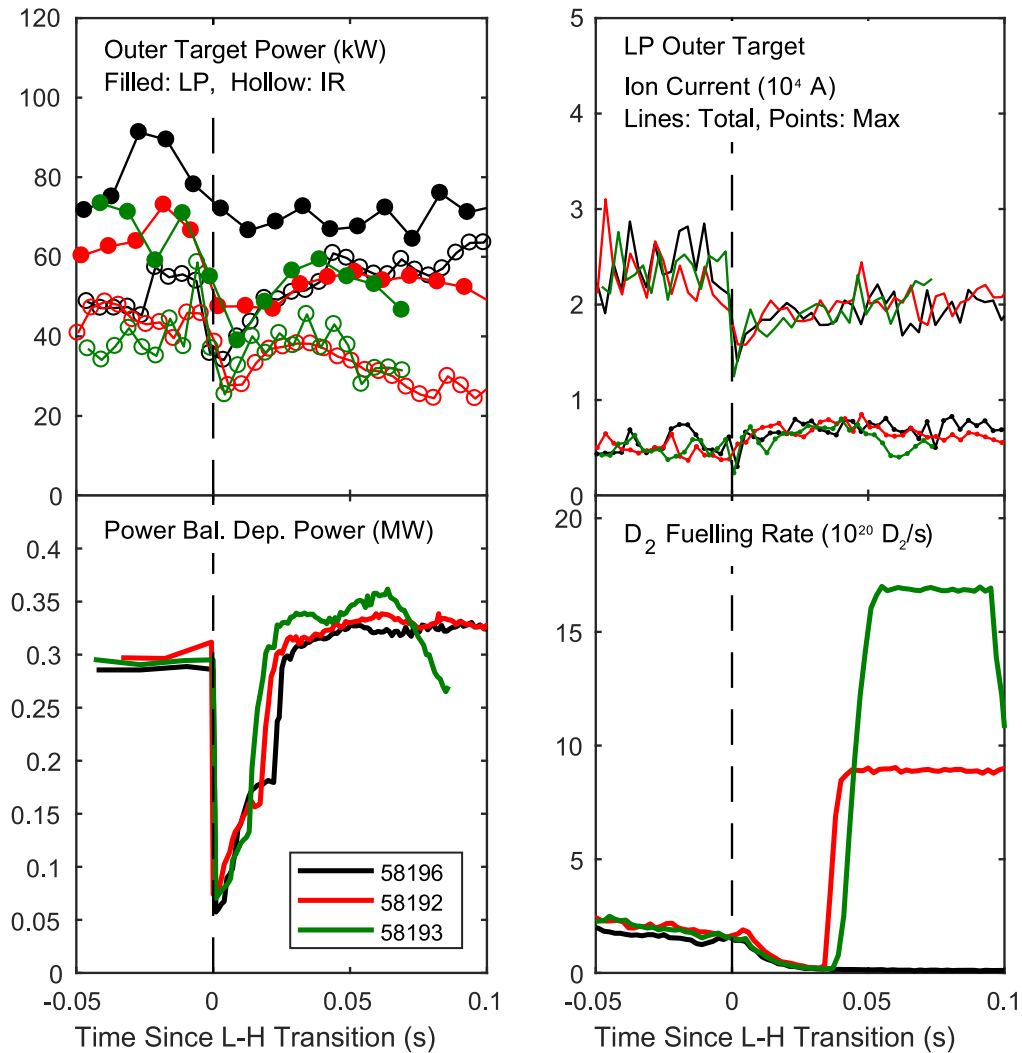 120
100
80
60
40
20
0
Outer Target Power (kW)
Filled: LP, Hollow: IR
5
4
3
2
1
0
LP Outer Target
Ion Current (10⁴ A)
Lines: Total, Points: Max
0.4
0.35
0.3
0.25
0.2
0.15
0.1
0.05
0
Power Bal. Dep. Power (MW)
58196
58192
58193
-0.05 0 0.05 0.1
Time Since L-H Transition (s)
20
15
10
5
0
D₂ Fuelling Rate (10²⁰ D₂/s)
-0.05 0 0.05 0.1
Time Since L-H Transition (s)